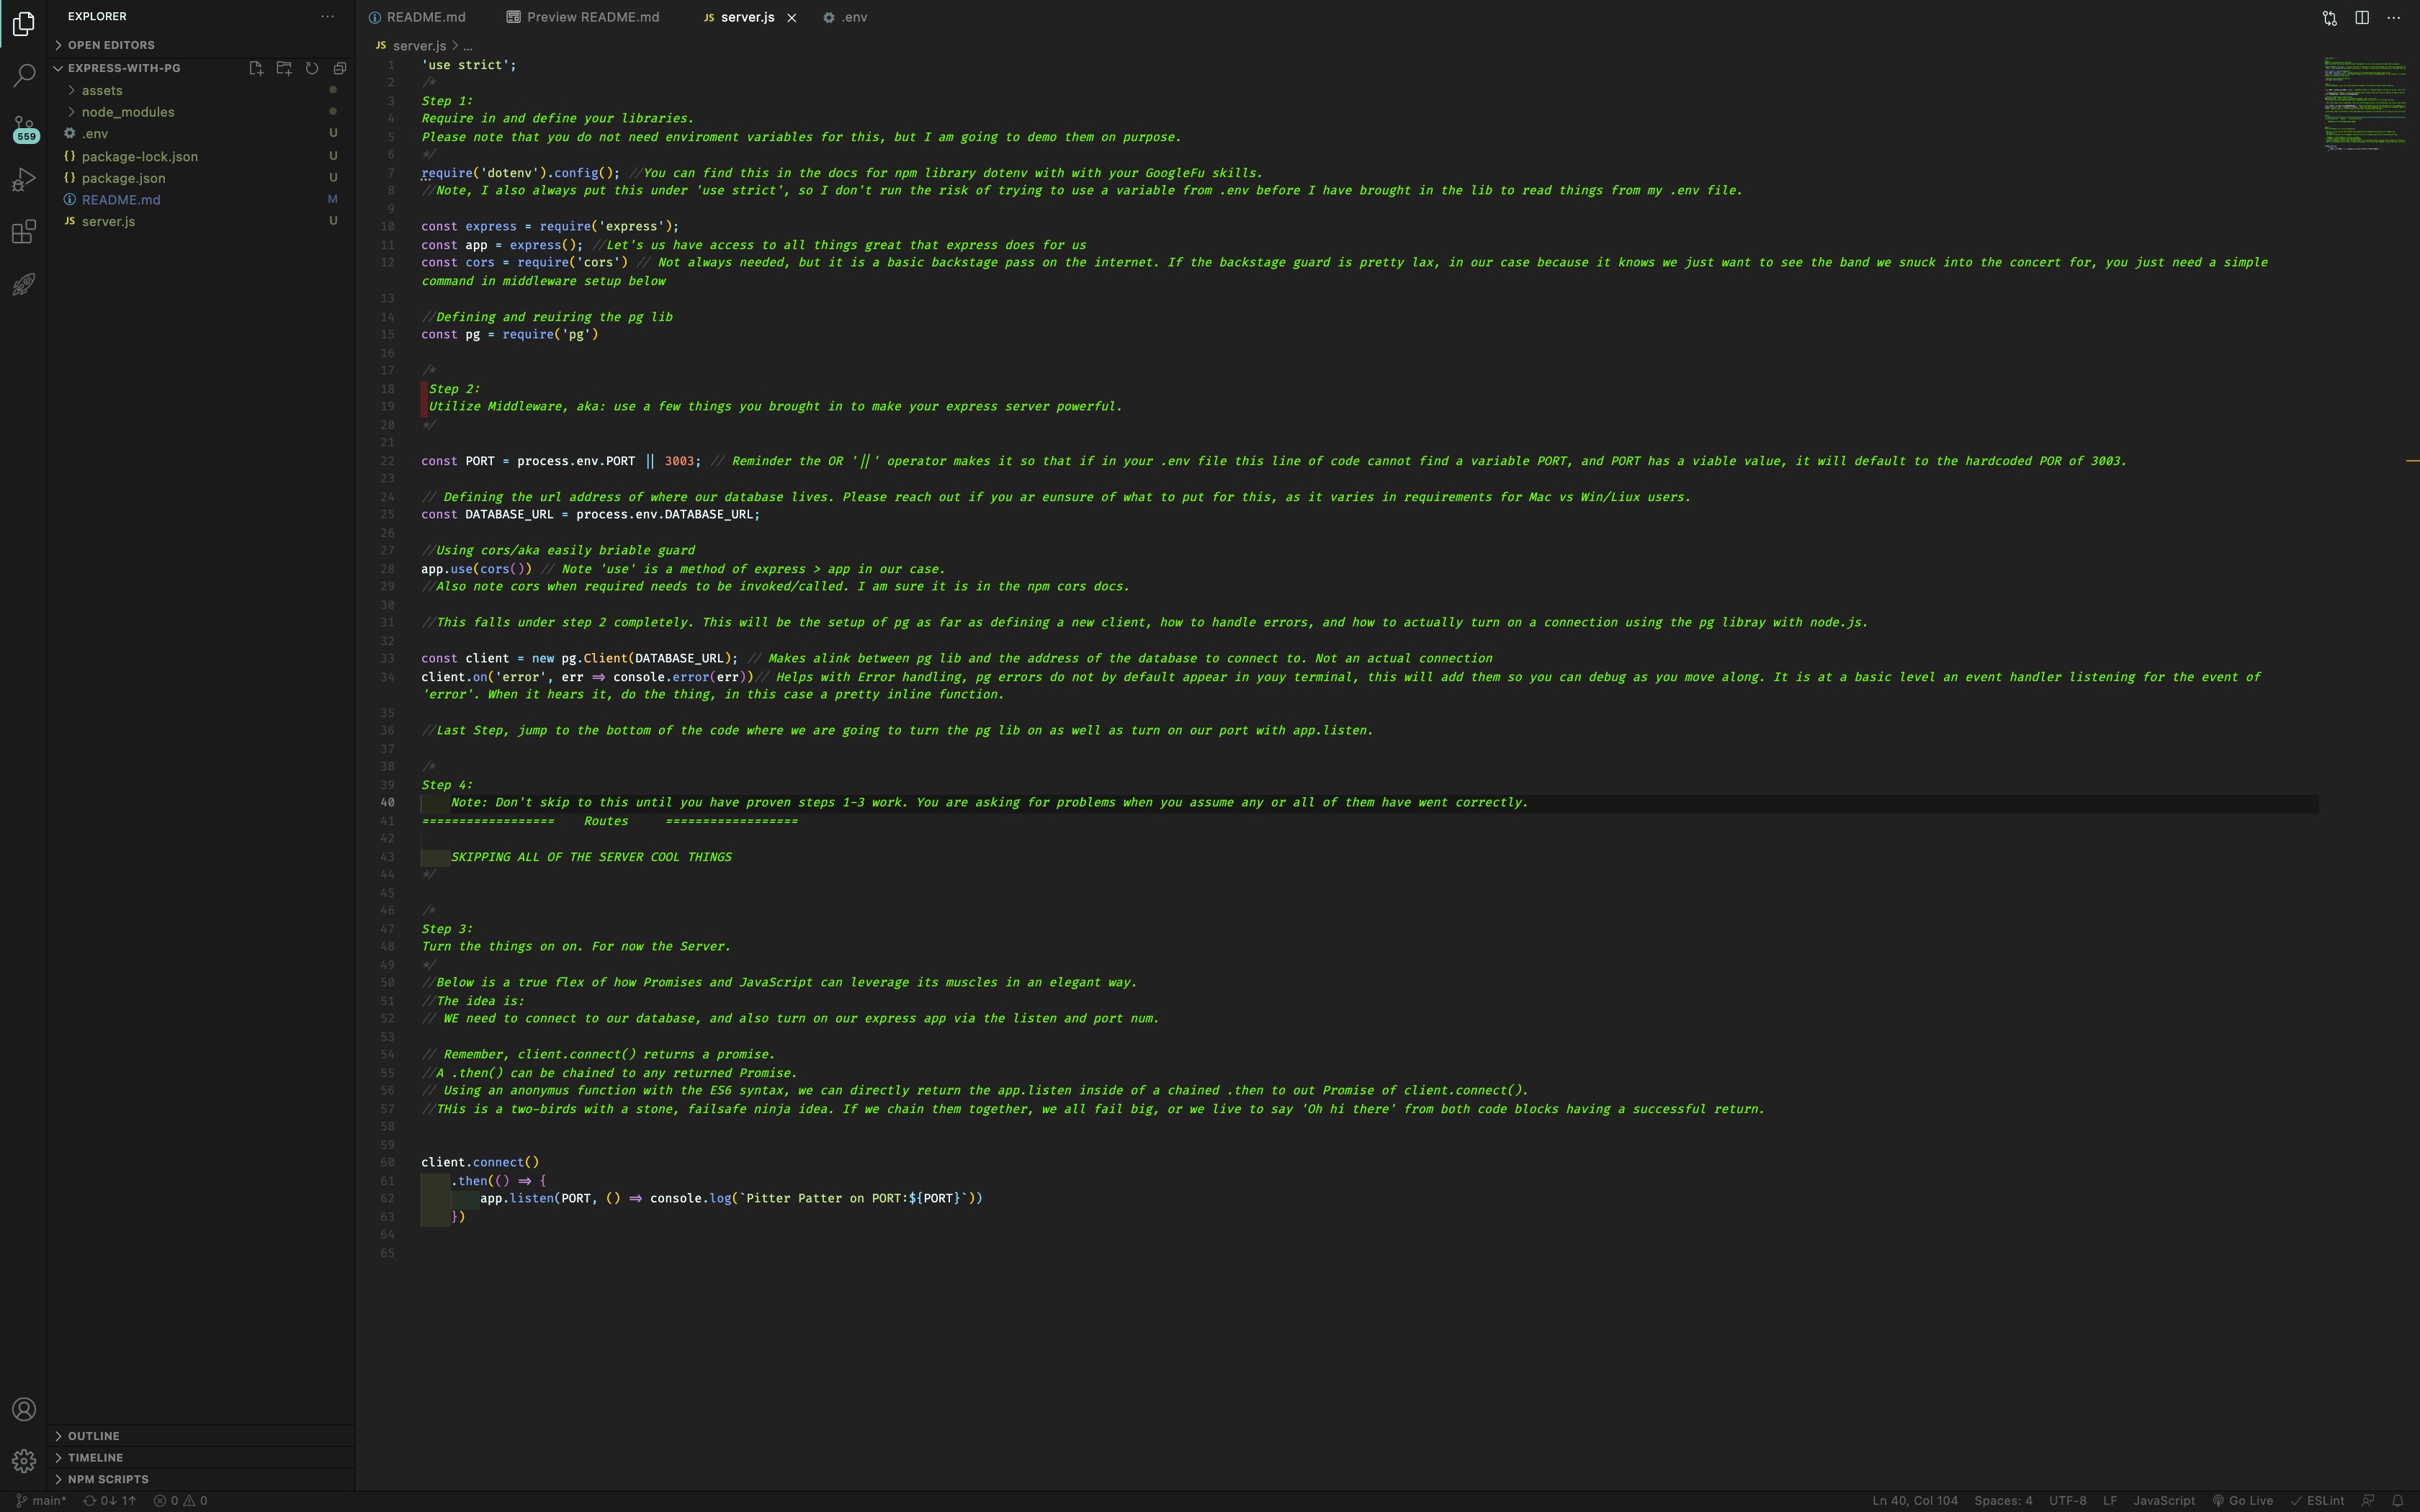 EXPLORER
OPEN EDITORS
EXPRESS-WITH-PG
assets
node_modules
.env U
{} package-lock.json U
{} package.json U
README.md M
JS server.js U
559
OUTLINE
TIMELINE
NPM SCRIPTS
README.md Preview README.md JS server.js .env
JS server.js > ...
1 'use strict';
2 /*
3 Step 1:
4 Require in and define your libraries.
5 Please note that you do not need enviroment variables for this, but I am going to demo them on purpose.
6 */
7 require('dotenv').config(); //You can find this in the docs for npm library dotenv with with your GoogleFu skills.
8 //Note, I also always put this under 'use strict', so I don't run the risk of trying to use a variable from .env before I have brought in the lib to read things from my .env file.
9
10 const express = require('express');
11 const app = express(); //Let's us have access to all things great that express does for us
12 const cors = require('cors') // Not always needed, but it is a basic backstage pass on the internet. If the backstage guard is pretty lax, in our case because it knows we just want to see the band we snuck into the concert for, you just need a simple
command in middleware setup below
13
14 //Defining and reuiring the pg lib
15 const pg = require('pg')
16
17 /*
18 Step 2:
19 Utilize Middleware, aka: use a few things you brought in to make your express server powerful.
20 */
21
22 const PORT = process.env.PORT || 3003; // Reminder the OR '||' operator makes it so that if in your .env file this line of code cannot find a variable PORT, and PORT has a viable value, it will default to the hardcoded POR of 3003.
23
24 // Defining the url address of where our database lives. Please reach out if you ar eunsure of what to put for this, as it varies in requirements for Mac vs Win/Liux users.
25 const DATABASE_URL = process.env.DATABASE_URL;
26
27 //Using cors/aka easily briable guard
28 app.use(cors()) // Note 'use' is a method of express > app in our case.
29 //Also note cors when required needs to be invoked/called. I am sure it is in the npm cors docs.
30
31 //This falls under step 2 completely. This will be the setup of pg as far as defining a new client, how to handle errors, and how to actually turn on a connection using the pg libray with node.js.
32
33 const client = new pg.Client(DATABASE_URL); // Makes alink between pg lib and the address of the database to connect to. Not an actual connection
34 client.on('error', err => console.error(err))// Helps with Error handling, pg errors do not by default appear in youy terminal, this will add them so you can debug as you move along. It is at a basic level an event handler listening for the event of
'error'. When it hears it, do the thing, in this case a pretty inline function.
35
36 //Last Step, jump to the bottom of the code where we are going to turn the pg lib on as well as turn on our port with app.listen.
37
38 /*
39 Step 4:
40 Note: Don't skip to this until you have proven steps 1-3 work. You are asking for problems when you assume any or all of them have went correctly.
41 ================== Routes ==================
42
43 SKIPPING ALL OF THE SERVER COOL THINGS
44 */
45
46 /*
47 Step 3:
48 Turn the things on on. For now the Server.
49 */
50 //Below is a true flex of how Promises and JavaScript can leverage its muscles in an elegant way.
51 //The idea is:
52 // WE need to connect to our database, and also turn on our express app via the listen and port num.
53
54 // Remember, client.connect() returns a promise.
55 //A .then() can be chained to any returned Promise.
56 // Using an anonymus function with the ES6 syntax, we can directly return the app.listen inside of a chained .then to out Promise of client.connect().
57 //THis is a two-birds with a stone, failsafe ninja idea. If we chain them together, we all fail big, or we live to say 'Oh hi there' from both code blocks having a successful return.
58
59
60 client.connect()
61 .then(() => {
62 app.listen(PORT, () => console.log(`Pitter Patter on PORT:${PORT}`))
63 })
64
65
main* 0↓ 1↑ 0 0 Ln 40, Col 104 Spaces: 4 UTF-8 LF JavaScript Go Live ESLint